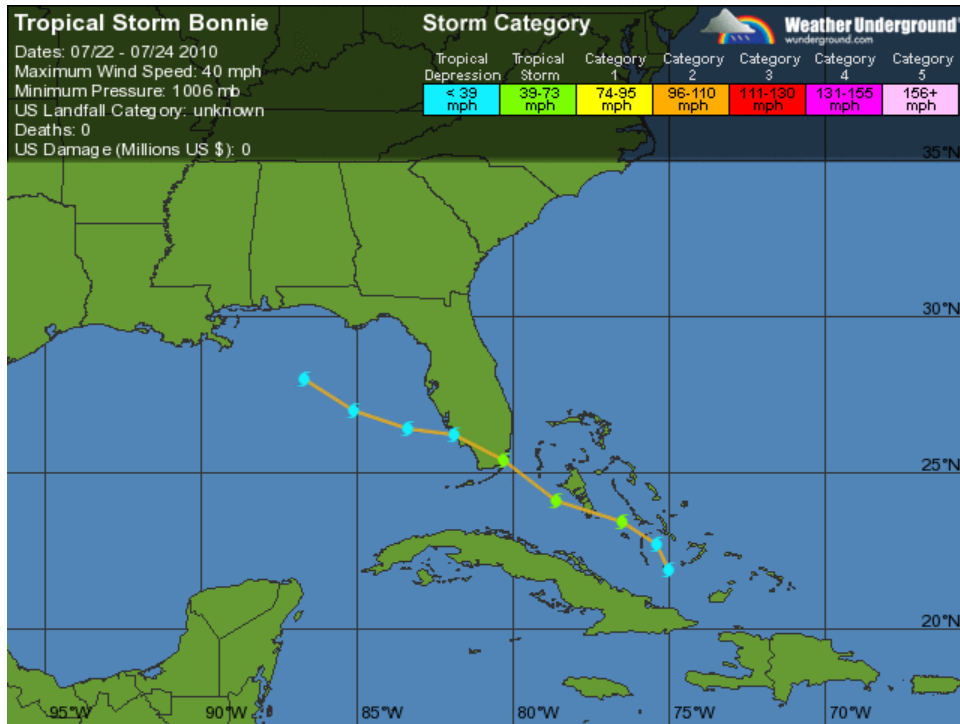 Tropical Storm Bonnie
Dates: 07/22 - 07/24 2010
Maximum Wind Speed: 40 mph
Minimum Pressure: 1006 mb
US Landfall Category: unknown
Deaths: 0
US Damage (Millions US $): 0
Storm Category
Weather Underground®
wunderground.com
Tropical Depression
Tropical Storm
Category 1
Category 2
Category 3
Category 4
Category 5
< 39 mph
39-73 mph
74-95 mph
96-110 mph
111-130 mph
131-155 mph
156+ mph
35°N
30°N
25°N
20°N
95°W
90°W
85°W
80°W
75°W
70°W